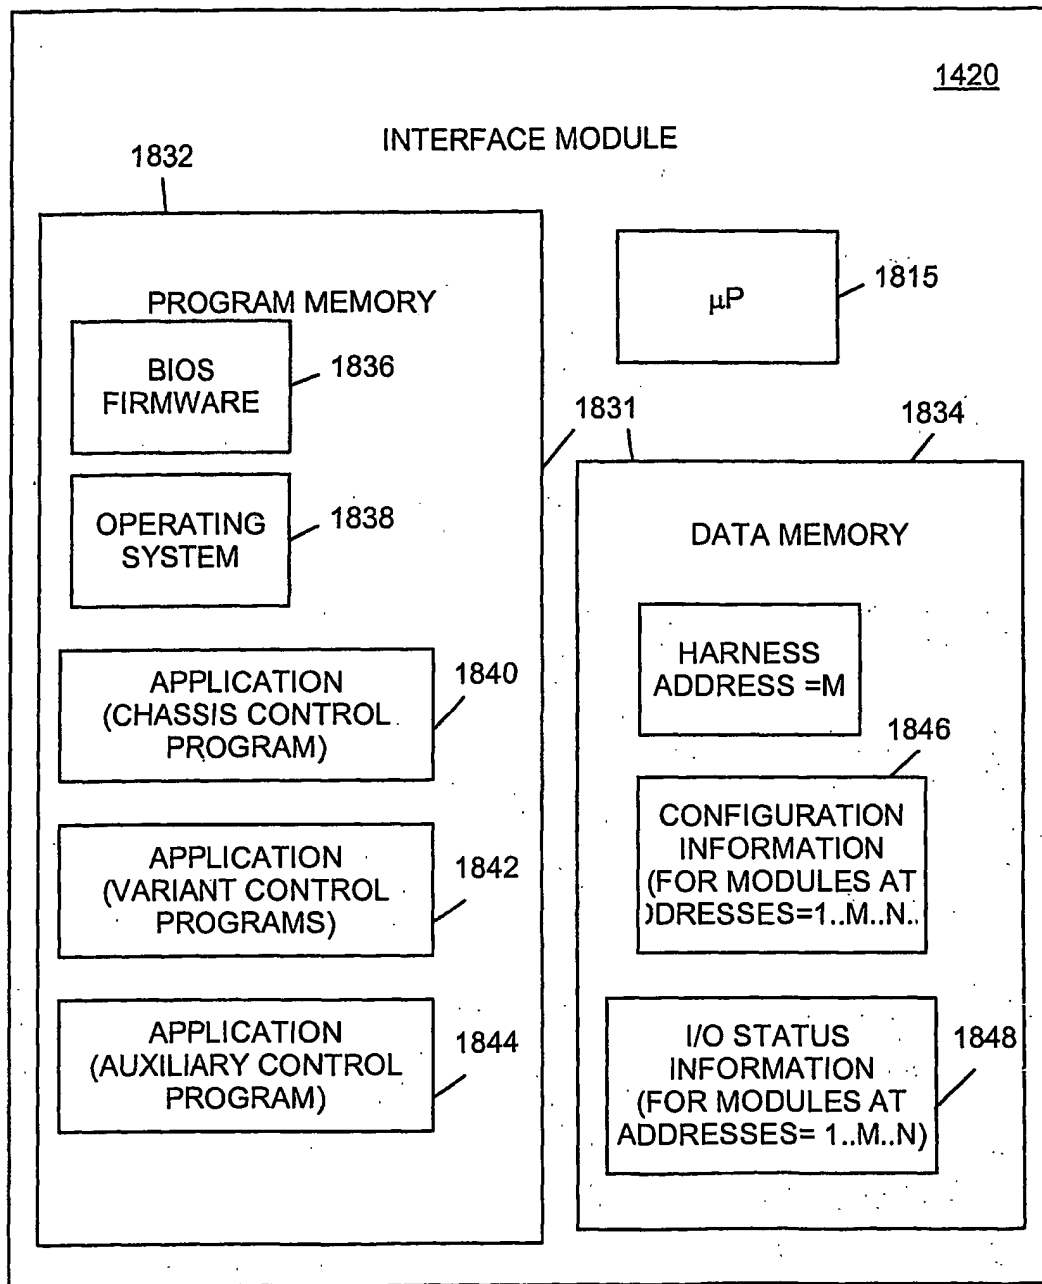 1420
INTERFACE MODULE
1832
PROGRAM MEMORY
BIOS
FIRMWARE
1836
OPERATING
SYSTEM
1838
APPLICATION
(CHASSIS CONTROL
PROGRAM)
1840
APPLICATION
(VARIANT CONTROL
PROGRAMS)
1842
APPLICATION
(AUXILIARY CONTROL
PROGRAM)
1844
μP
1815
1831
1834
DATA MEMORY
HARNESS
ADDRESS =M
1846
CONFIGURATION
INFORMATION
(FOR MODULES AT
DDRESSES=1..M..N..
I/O STATUS
INFORMATION
(FOR MODULES AT
ADDRESSES= 1..M..N)
1848